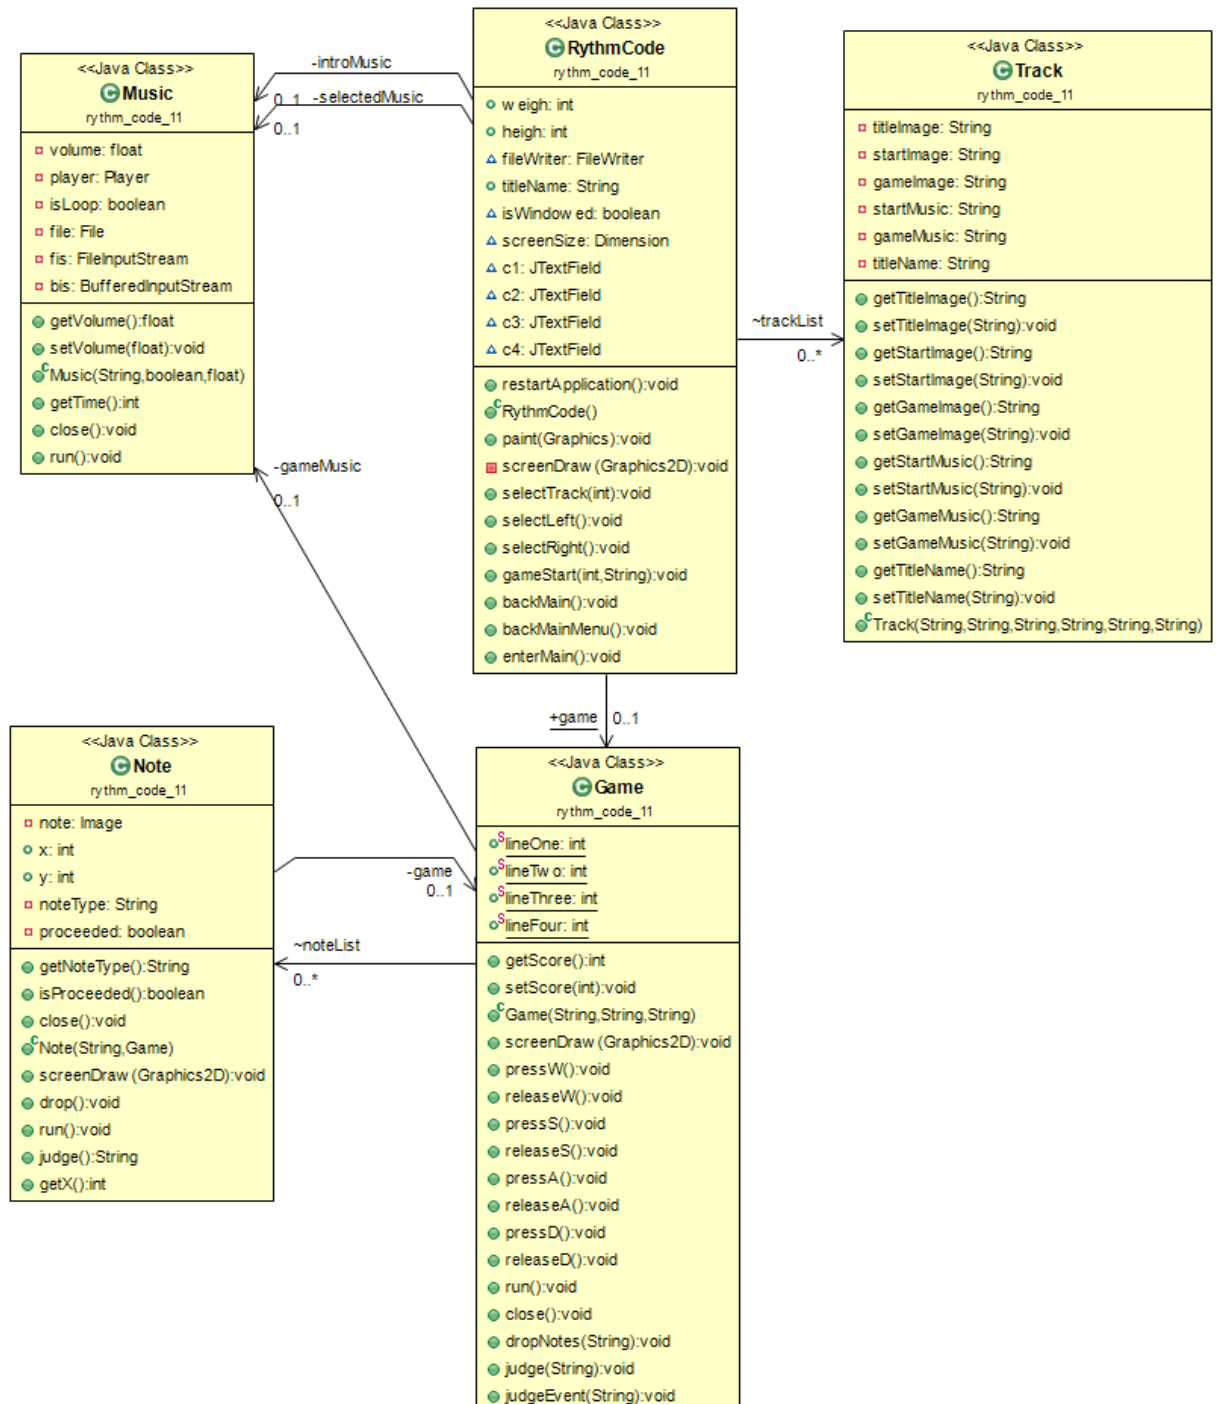 <<Java Class>>
Music
rythm_code_11
volume: float
player: Player
isLoop: boolean
file: File
fis: FileInputStream
bis: BufferedInputStream
getVolume():float
setVolume(float):void
Music(String,boolean,float)
getTime():int
close():void
run():void
-introMusic
0..1
-selectedMusic
0..1
<<Java Class>>
RythmCode
rythm_code_11
weigh: int
heigh: int
fileWriter: FileWriter
titleName: String
isWindowed: boolean
screenSize: Dimension
c1: JTextField
c2: JTextField
c3: JTextField
c4: JTextField
restartApplication():void
RythmCode()
paint(Graphics):void
screenDraw(Graphics2D):void
selectTrack(int):void
selectLeft():void
selectRight():void
gameStart(int,String):void
backMain():void
backMainMenu():void
enterMain():void
~trackList
0..*
<<Java Class>>
Track
rythm_code_11
titleImage: String
startImage: String
gameImage: String
startMusic: String
gameMusic: String
titleName: String
getTitleImage():String
setTitleImage(String):void
getStartImage():String
setStartImage(String):void
getGameImage():String
setGameImage(String):void
getStartMusic():String
setStartMusic(String):void
getGameMusic():String
setGameMusic(String):void
getTitleName():String
setTitleName(String):void
Track(String,String,String,String,String,String)
-gameMusic
0..1
+game
0..1
<<Java Class>>
Note
rythm_code_11
note: Image
x: int
y: int
noteType: String
proceeded: boolean
getNoteType():String
isProceeded():boolean
close():void
Note(String,Game)
screenDraw(Graphics2D):void
drop():void
run():void
judge():String
getX():int
-game
0..1
~noteList
0..*
<<Java Class>>
Game
rythm_code_11
lineOne: int
lineTwo: int
lineThree: int
lineFour: int
getScore():int
setScore(int):void
Game(String,String,String)
screenDraw(Graphics2D):void
pressW():void
releaseW():void
pressS():void
releaseS():void
pressA():void
releaseA():void
pressD():void
releaseD():void
run():void
close():void
dropNotes(String):void
judge(String):void
judgeEvent(String):void